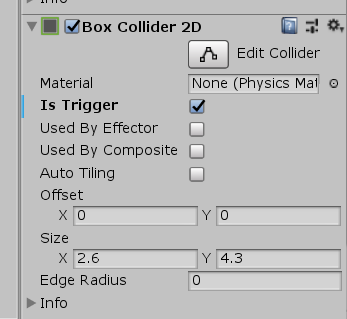 Info
Box Collider 2D
Edit Collider
Material None (Physics Mat
Is Trigger
Used By Effector
Used By Composite
Auto Tiling
Offset
X 0 Y 0
Size
X 2.6 Y 4.3
Edge Radius 0
Info